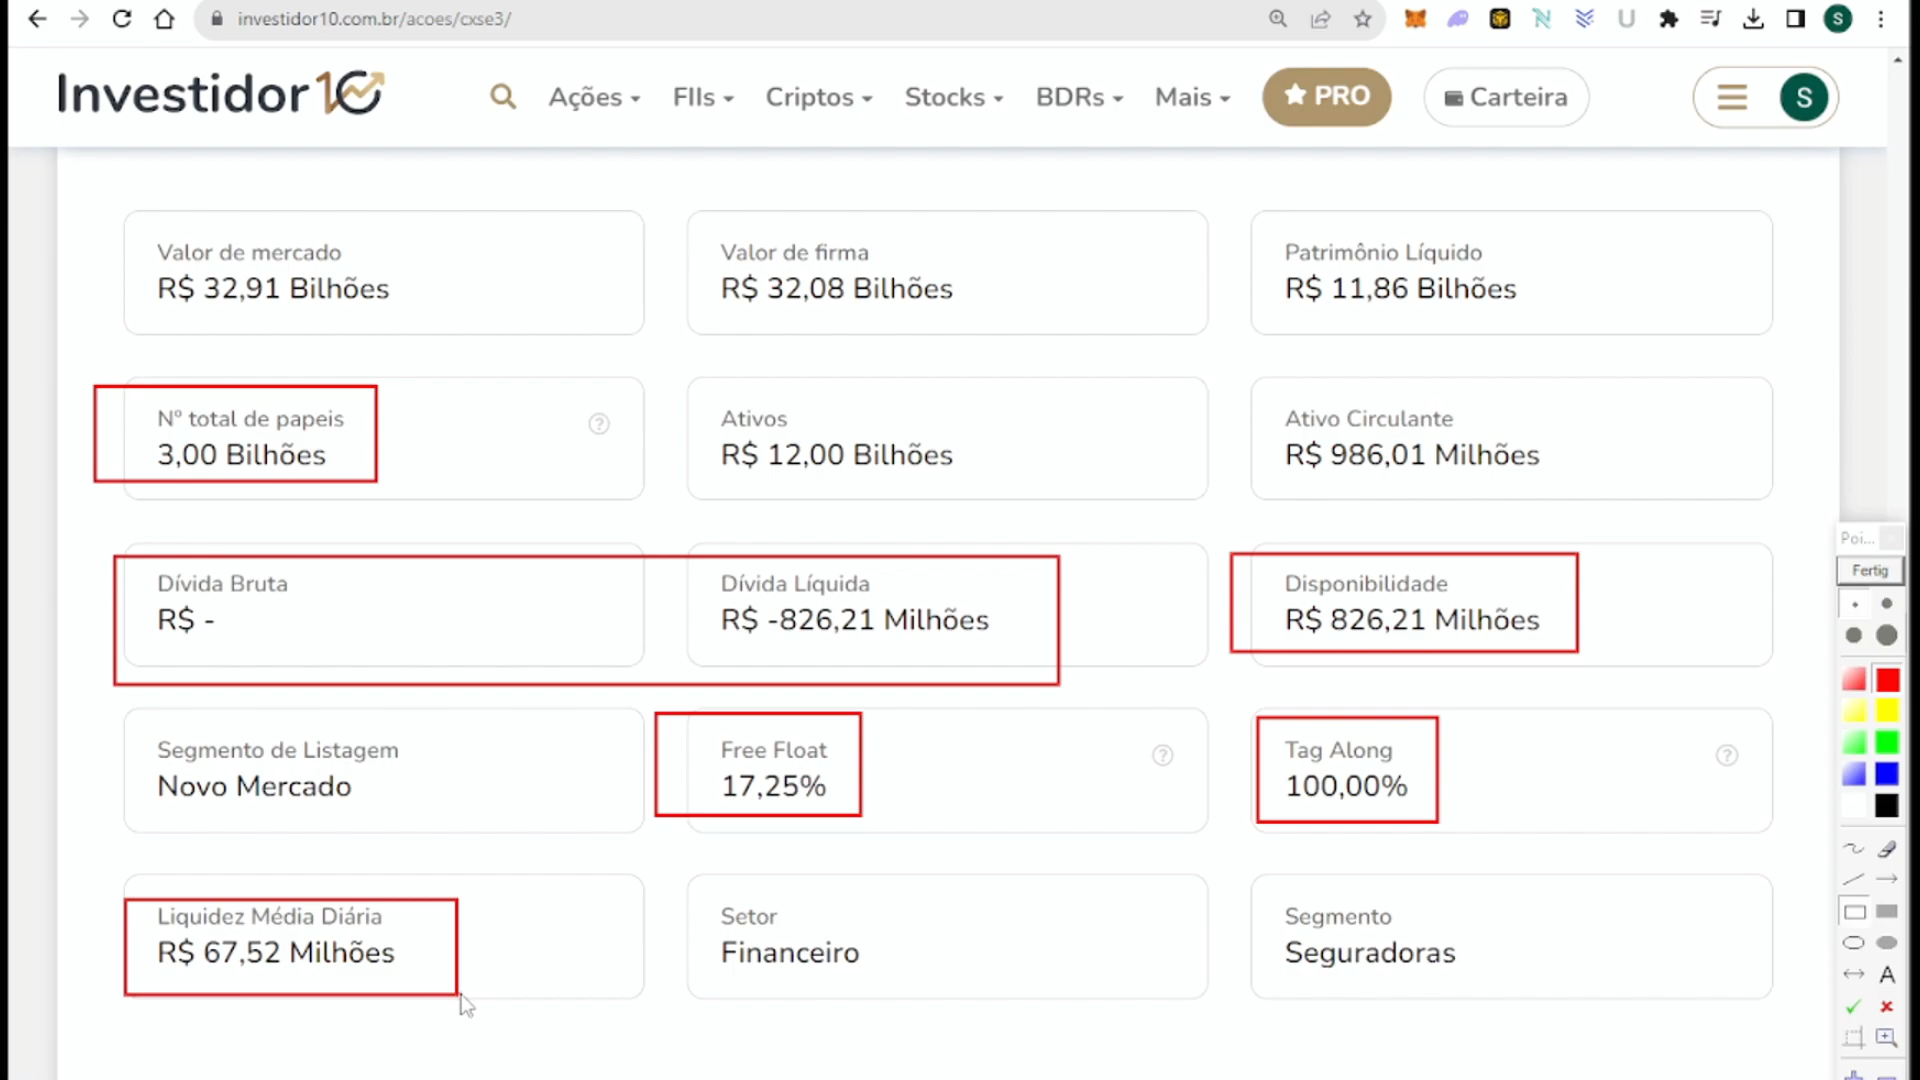 investidor10.com.br/acoes/cxse3/
S
Investidor 10
Ações
FIIs
Criptos
Stocks
BDRs
Mais
PRO
Carteira
S
Valor de mercado
R$ 32,91 Bilhões
Valor de firma
R$ 32,08 Bilhões
Patrimônio Líquido
R$ 11,86 Bilhões
Nº total de papeis
3,00 Bilhões
?
Ativos
R$ 12,00 Bilhões
Ativo Circulante
R$ 986,01 Milhões
Dívida Bruta
R$ -
Dívida Líquida
R$ -826,21 Milhões
Disponibilidade
R$ 826,21 Milhões
Segmento de Listagem
Novo Mercado
Free Float
17,25%
?
Tag Along
100,00%
?
Liquidez Média Diária
R$ 67,52 Milhões
Setor
Financeiro
Segmento
Seguradoras
Poi...
Fertig
A